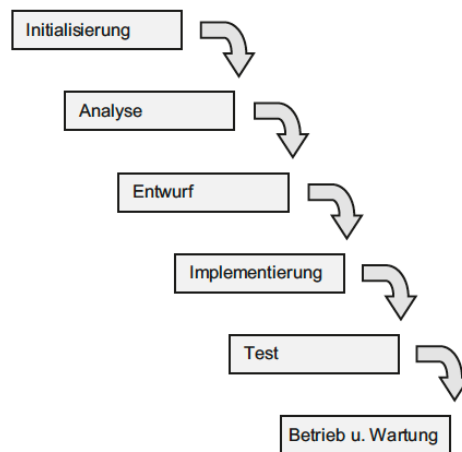 Initialisierung
Analyse
Entwurf
Implementierung
Test
Betrieb u. Wartung